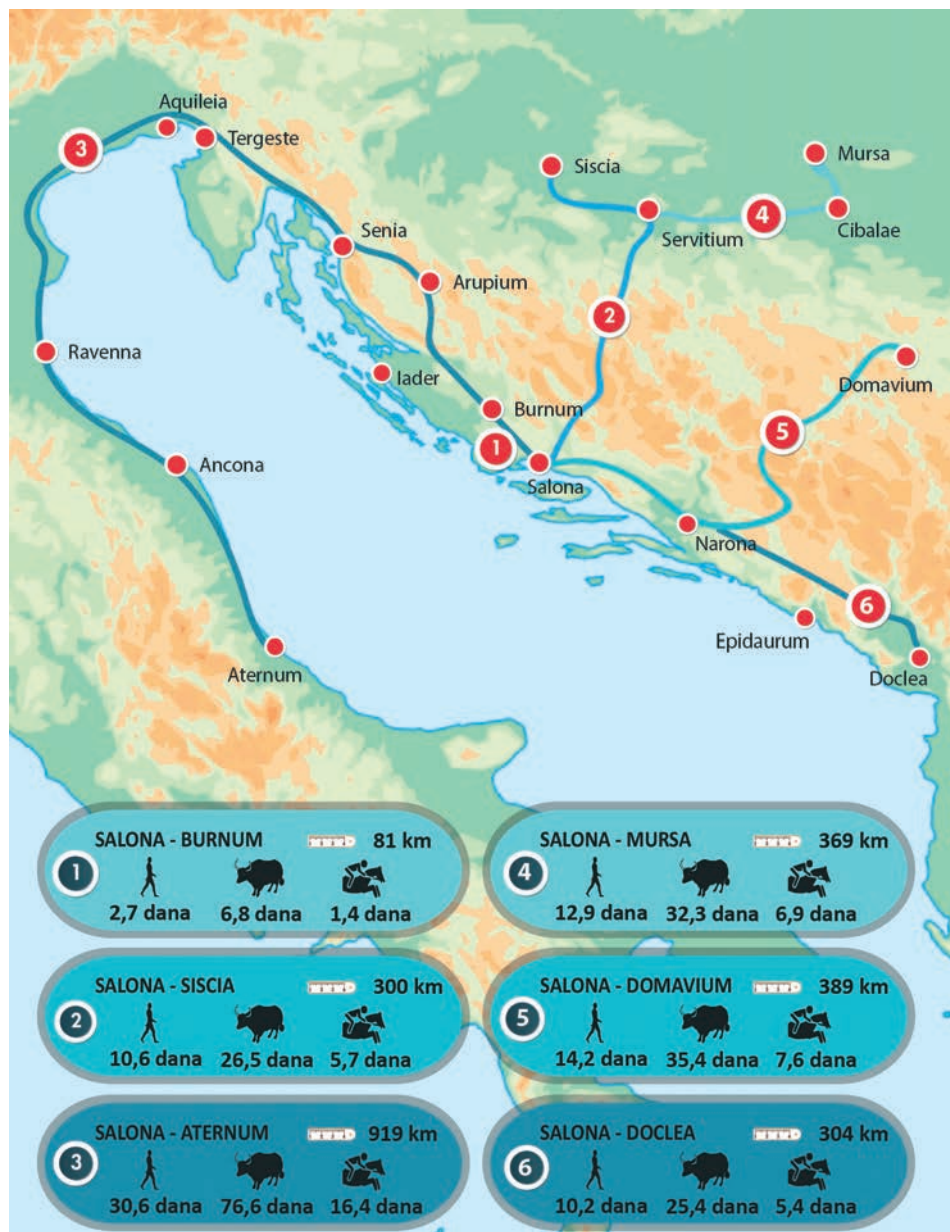 Aquileia
3
Tergeste
Siscia
Mursa
4
Servitium
Cibalae
Senia
Arupium
2
Ravenna
Iader
Domavium
Burnum
5
1
Ancona
Salona
Narona
6
Epidaurum
Aternum
Doclea
1
SALONA - BURNUM 81 km
2,7 dana 6,8 dana 1,4 dana
2
SALONA - SISCIA 300 km
10,6 dana 26,5 dana 5,7 dana
3
SALONA - ATERNUM 919 km
30,6 dana 76,6 dana 16,4 dana
4
SALONA - MURSA 369 km
12,9 dana 32,3 dana 6,9 dana
5
SALONA - DOMAVIUM 389 km
14,2 dana 35,4 dana 7,6 dana
6
SALONA - DOCLEA 304 km
10,2 dana 25,4 dana 5,4 dana